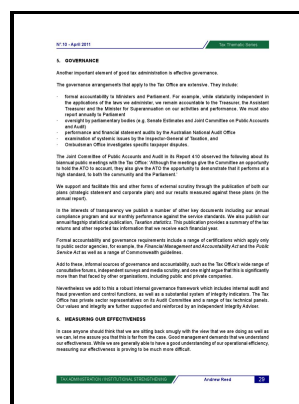 Nº.10 - April 2011
Tax Thematic Series
5. GOVERNANCE
Another important element of good tax administration is effective governance.
The governance arrangements that apply to the Tax Office are extensive. They include:
- formal accountability to Ministers and Parliament. For example, while statutorily independent in
the applications of the laws we administer, we remain accountable to the Treasurer, the Assistant
Treasurer and the Minister for Superannuation on our activities and performance. We must also
report annually to Parliament
- oversight by parliamentary bodies (e.g. Senate Estimates and Joint Committee on Public Accounts
and Audit)
- performance and financial statement audits by the Australian National Audit Office
- examination of systemic issues by the Inspector-General of Taxation, and
- Ombudsman Office investigates specific taxpayer issues.
The Joint Committee of Public Accounts and Audit in its Report 410 observed the following about its
biannual public meetings with the Tax Office: 'Although the meetings give the Committee an opportunity
to hold the ATO to account, they also give the ATO the opportunity to demonstrate that it performs at a
high standard, to both the community and the Parliament.'
We support and facilitate this and other forms of external scrutiny through the publication of both our
plans (strategic statement and corporate plan) and our results measured against these plans (in the
annual report).
In the interests of transparency we publish a number of other key documents including our annual
compliance program and our monthly performance against the service standards. We also publish our
annual flagship statistical publication, Taxation statistics. This publication provides a summary of the tax
returns and other reported tax information that we receive each financial year.
Formal accountability and governance requirements include a range of certifications which apply only
to public sector agencies, for example, the Financial Management and Accountability Act and the Public
Service Act as well as a range of Commonwealth guidelines.
Add to these, informal sources of governance and accountability, such as the Tax Office's wide range of
consultative forums, independent surveys and media scrutiny, and one might argue that this is significantly
more than that faced by other organisations, including public and private companies.
Nevertheless we add to this a robust internal governance framework which includes internal audit and
fraud prevention and control functions, as well as a substantial system of integrity indicators. The Tax
Office has private sector representatives on its Audit Committee and a range of tax technical panels.
Our values and integrity are further supported and reinforced by an independent Integrity Adviser.
6. MEASURING OUR EFFECTIVENESS
In case anyone should think that we are sitting back smugly with the view that we are doing as well as
we can, let me assure you that this is far from the case. Good management demands that we understand
our effectiveness. While we are generally able to have a good understanding of our operational efficiency,
measuring our effectiveness is proving to be much more difficult.
TAX ADMINISTRATION: INSTITUTIONAL STRENGTHENING
Andrew Reed
29